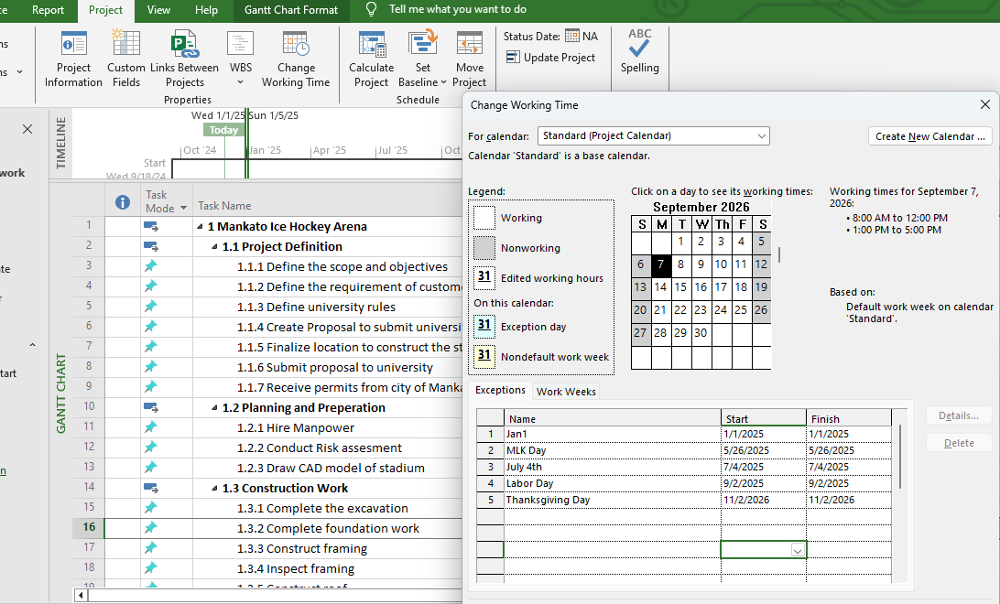 te Report Project View Help Gantt Chart Format Tell me what you want to do
ns
ns
Project Information
Custom Fields
Links Between Projects
WBS
Change Working Time
Properties
Calculate Project
Set Baseline
Move Project
Schedule
Status Date: NA
Update Project
ABC
Spelling
TIMELINE
Wed 1/1/25 Sun 1/5/25
Today
Oct '24 Jan '25 Apr '25 Jul '25 Oct
Start
Wed 9/18/24
work
te
r
tart
n
GANTT CHART
Task Mode Task Name
1 1 Mankato Ice Hockey Arena
2 1.1 Project Definition
3 1.1.1 Define the scope and objectives
4 1.1.2 Define the requirement of custome
5 1.1.3 Define university rules
6 1.1.4 Create Proposal to submit universi
7 1.1.5 Finalize location to construct the st
8 1.1.6 Submit proposal to university
9 1.1.7 Receive permits from city of Manka
10 1.2 Planning and Preperation
11 1.2.1 Hire Manpower
12 1.2.2 Conduct Risk assesment
13 1.2.3 Draw CAD model of stadium
14 1.3 Construction Work
15 1.3.1 Complete the excavation
16 1.3.2 Complete foundation work
17 1.3.3 Construct framing
18 1.3.4 Inspect framing
19 1.3.5 Construct roof
Change Working Time
For calendar: Standard (Project Calendar) Create New Calendar ...
Calendar 'Standard' is a base calendar.
Legend:
Working
Nonworking
31 Edited working hours
On this calendar:
31 Exception day
31 Nondefault work week
Click on a day to see its working times:
September 2026
S M T W Th F S
1 2 3 4 5
6 7 8 9 10 11 12
13 14 15 16 17 18 19
20 21 22 23 24 25 26
27 28 29 30
Working times for September 7, 2026:
• 8:00 AM to 12:00 PM
• 1:00 PM to 5:00 PM
Based on:
Default work week on calendar 'Standard'.
Exceptions Work Weeks
Name Start Finish
1 Jan1 1/1/2025 1/1/2025
2 MLK Day 5/26/2025 5/26/2025
3 July 4th 7/4/2025 7/4/2025
4 Labor Day 9/2/2025 9/2/2025
5 Thanksgiving Day 11/2/2026 11/2/2026
Details...
Delete